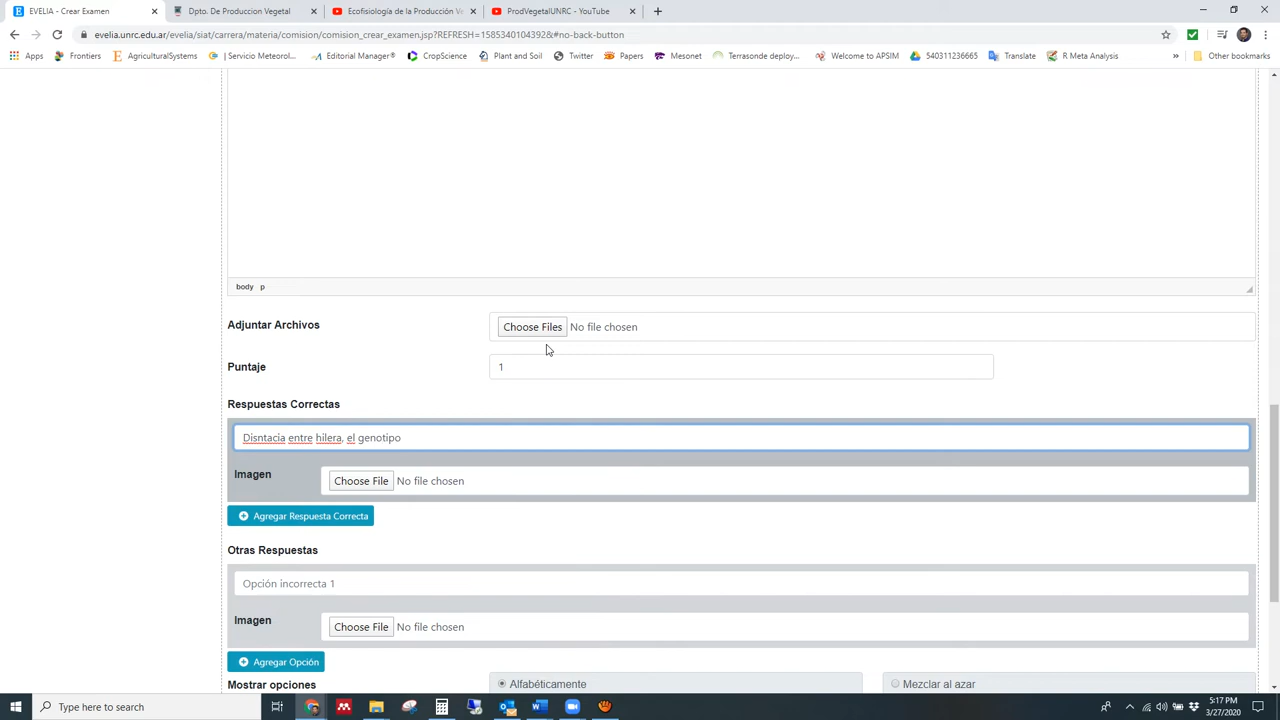 EVELIA - Crear Examen
Dpto. De Produccion Vegetal
Ecofisiología de la Producción Ve
ProdVegetalUNRC - YouTube
evelia.unrc.edu.ar/evelia/siat/carrera/materia/comision/comision_crear_examen.jsp?REFRESH=1585340104392&#no-back-button
Apps
Frontiers
AgriculturalSystems
| Servicio Meteorol...
Editorial Manager®
CropScience
Plant and Soil
Twitter
Papers
Mesonet
Terrasonde deploy...
Welcome to APSIM
540311236665
Translate
R Meta Analysis
»
Other bookmarks
body p
Adjuntar Archivos
Choose Files No file chosen
Puntaje
1
Respuestas Correctas
Disntacia entre hilera, el genotipo
Imagen
Choose File No file chosen
Agregar Respuesta Correcta
Otras Respuestas
Opción incorrecta 1
Imagen
Choose File No file chosen
Agregar Opción
Mostrar opciones
Alfabéticamente
Mezclar al azar
Type here to search
5:17 PM
3/27/2020